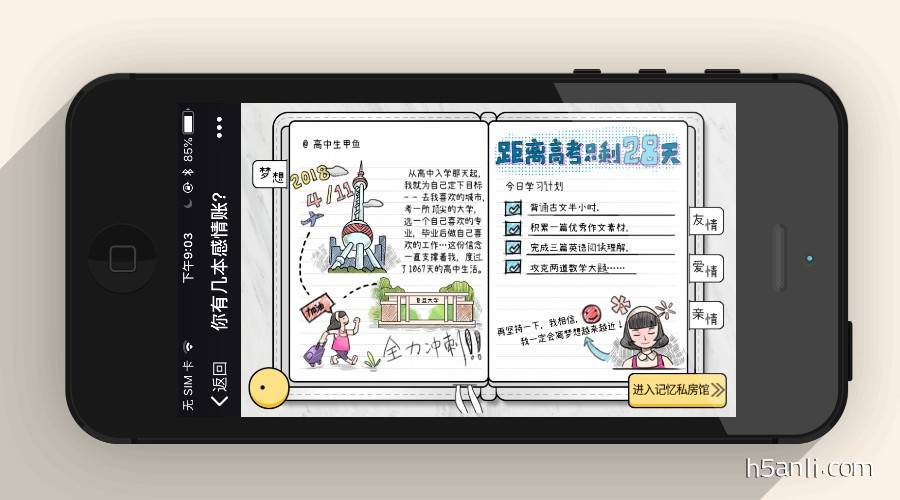 无 SIM 卡
下午9:03
85%
返回
你有几本感情账?
梦想
@ 高中生甲鱼
2018
4/11
从高中入学那天起,
我就为自己定下目标
-- 去我喜欢的城市,
考一所顶尖的大学,
选一个自己喜欢的专
业, 毕业后做自己喜
欢的工作…这份信念
一直支撑着我, 度过
了1067天的高中生活。
加油
复旦大学
全力冲刺!!!
距离高考只剩28天
今日学习计划
背诵古文半小时.
积累一篇优秀作文素材,
完成三篇英语阅读理解,
攻克两道数学大题……
再坚持一下, 我相信,
我一定会离梦想越来越近!
友情
爱情
亲情
进入记忆私房馆
h5anli.com